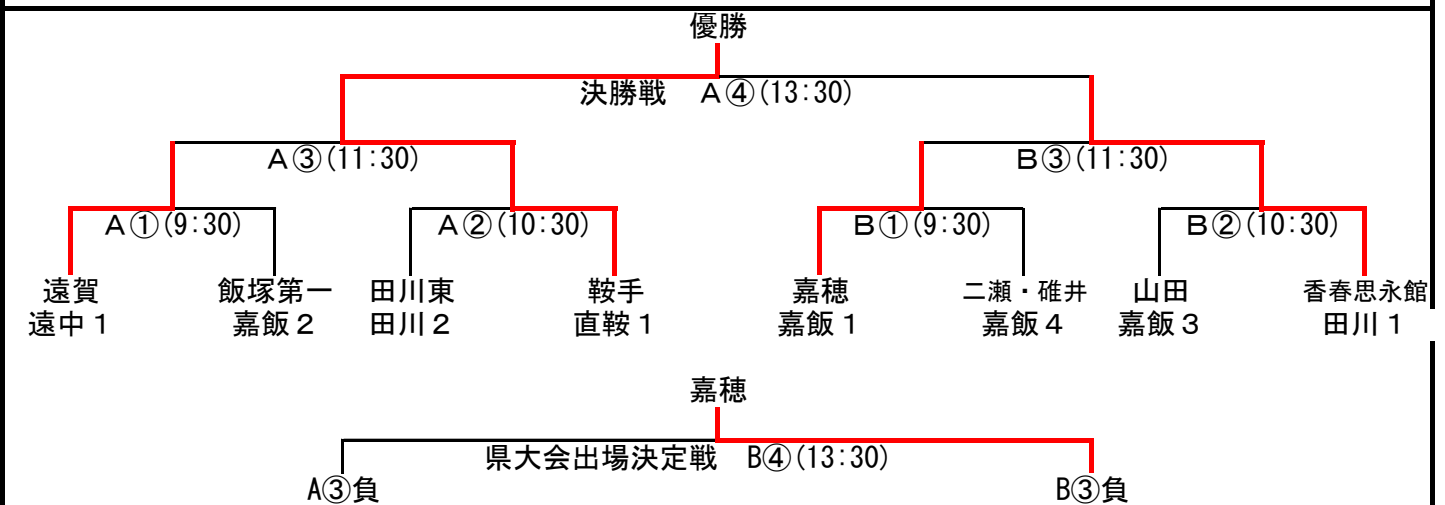 優勝
決勝戦　A④(13:30)
A③(11:30)　B③(11:30)
A①(9:30)　A②(10:30)　B①(9:30)　B②(10:30)
遠賀　飯塚第一　田川東　鞍手　嘉穂　二瀬・碓井　山田　香春思永館
遠中１　嘉飯２　田川２　直鞍１　嘉飯１　嘉飯４　嘉飯３　田川１
嘉穂
県大会出場決定戦　B④(13:30)
A③負　B③負